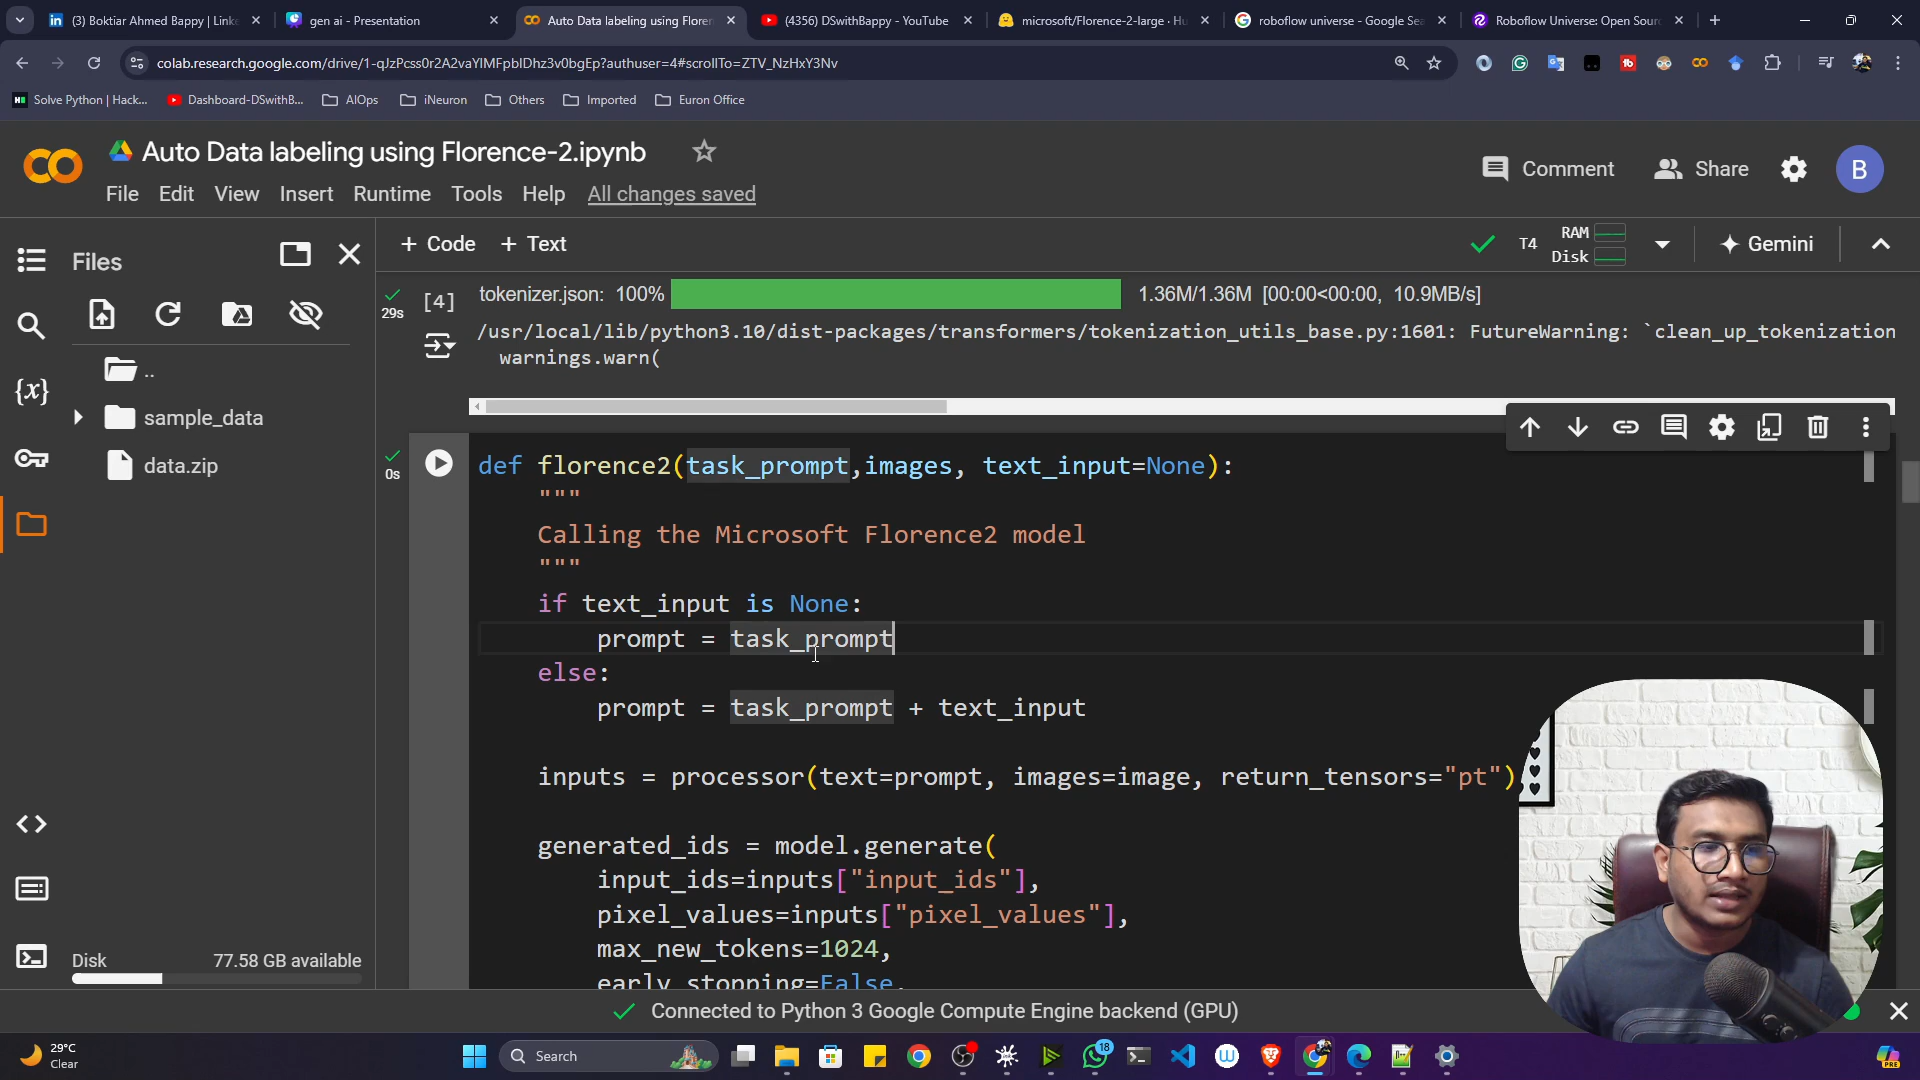 (3) Boktiar Ahmed Bappy | Linke
gen ai - Presentation
Auto Data labeling using Floren
(4356) DSwithBappy - YouTube
microsoft/Florence-2-large · Hu
roboflow universe - Google Sea
Roboflow Universe: Open Sourc
colab.research.google.com/drive/1-qJzPcss0r2A2vaYlMFpblDhz3v0bgEp?authuser=4#scrollTo=ZTV_NzHxY3Nv
Solve Python | Hack...
Dashboard-DSwithB...
AIOps
iNeuron
Others
Imported
Euron Office
Auto Data labeling using Florence-2.ipynb
File Edit View Insert Runtime Tools Help All changes saved
Comment
Share
B
Files
+ Code + Text
T4
RAM
Disk
Gemini
..
sample_data
data.zip
29s
[4]
tokenizer.json: 100% 1.36M/1.36M [00:00<00:00, 10.9MB/s]
/usr/local/lib/python3.10/dist-packages/transformers/tokenization_utils_base.py:1601: FutureWarning: `clean_up_tokenization
warnings.warn(
0s
def florence2(task_prompt,images, text_input=None):
"""
Calling the Microsoft Florence2 model
"""
if text_input is None:
prompt = task_prompt
else:
prompt = task_prompt + text_input
inputs = processor(text=prompt, images=image, return_tensors="pt")
generated_ids = model.generate(
input_ids=inputs["input_ids"],
pixel_values=inputs["pixel_values"],
max_new_tokens=1024,
early_stopping=False,
Disk 77.58 GB available
Connected to Python 3 Google Compute Engine backend (GPU)
29°C
Clear
Search
18